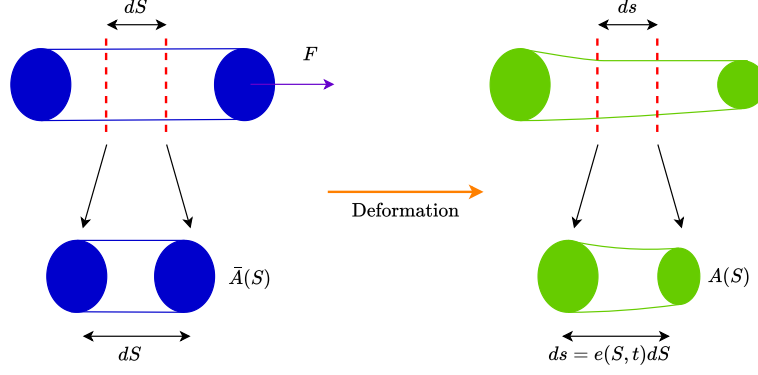 dS
ds
F
Deformation
Ā(S)
A(S)
dS
ds = e(S, t)dS